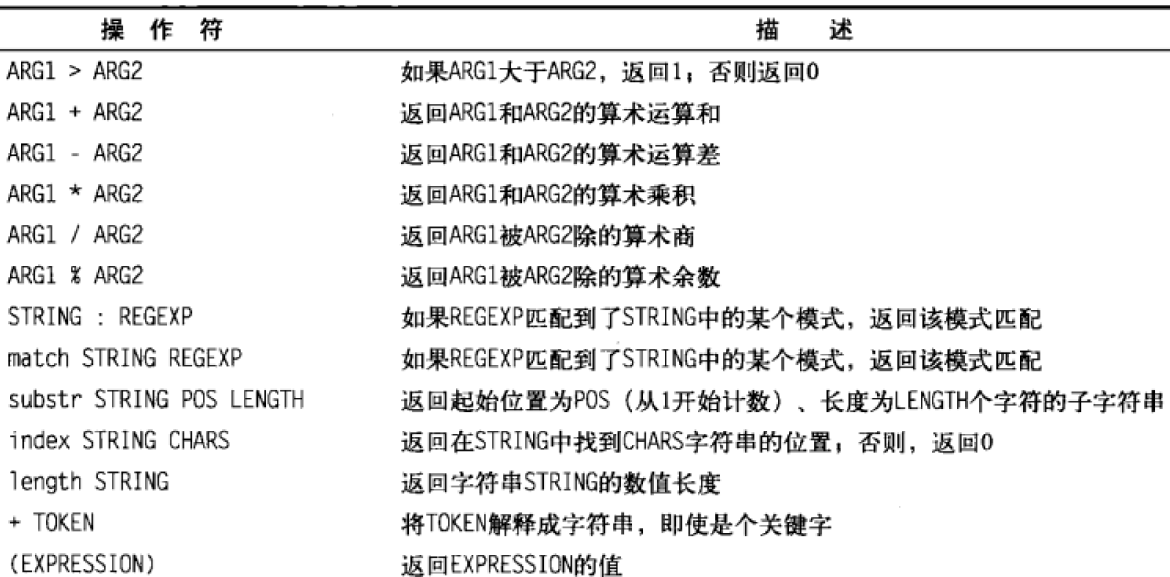 操 作 符 描 述
ARG1 > ARG2 如果ARG1大于ARG2，返回1；否则返回0
ARG1 + ARG2 返回ARG1和ARG2的算术运算和
ARG1 - ARG2 返回ARG1和ARG2的算术运算差
ARG1 * ARG2 返回ARG1和ARG2的算术乘积
ARG1 / ARG2 返回ARG1被ARG2除的算术商
ARG1 % ARG2 返回ARG1被ARG2除的算术余数
STRING : REGEXP 如果REGEXP匹配到了STRING中的某个模式，返回该模式匹配
match STRING REGEXP 如果REGEXP匹配到了STRING中的某个模式，返回该模式匹配
substr STRING POS LENGTH 返回起始位置为POS（从1开始计数）、长度为LENGTH个字符的子字符串
index STRING CHARS 返回在STRING中找到CHARS字符串的位置；否则，返回0
length STRING 返回字符串STRING的数值长度
+ TOKEN 将TOKEN解释成字符串，即使是个关键字
(EXPRESSION) 返回EXPRESSION的值